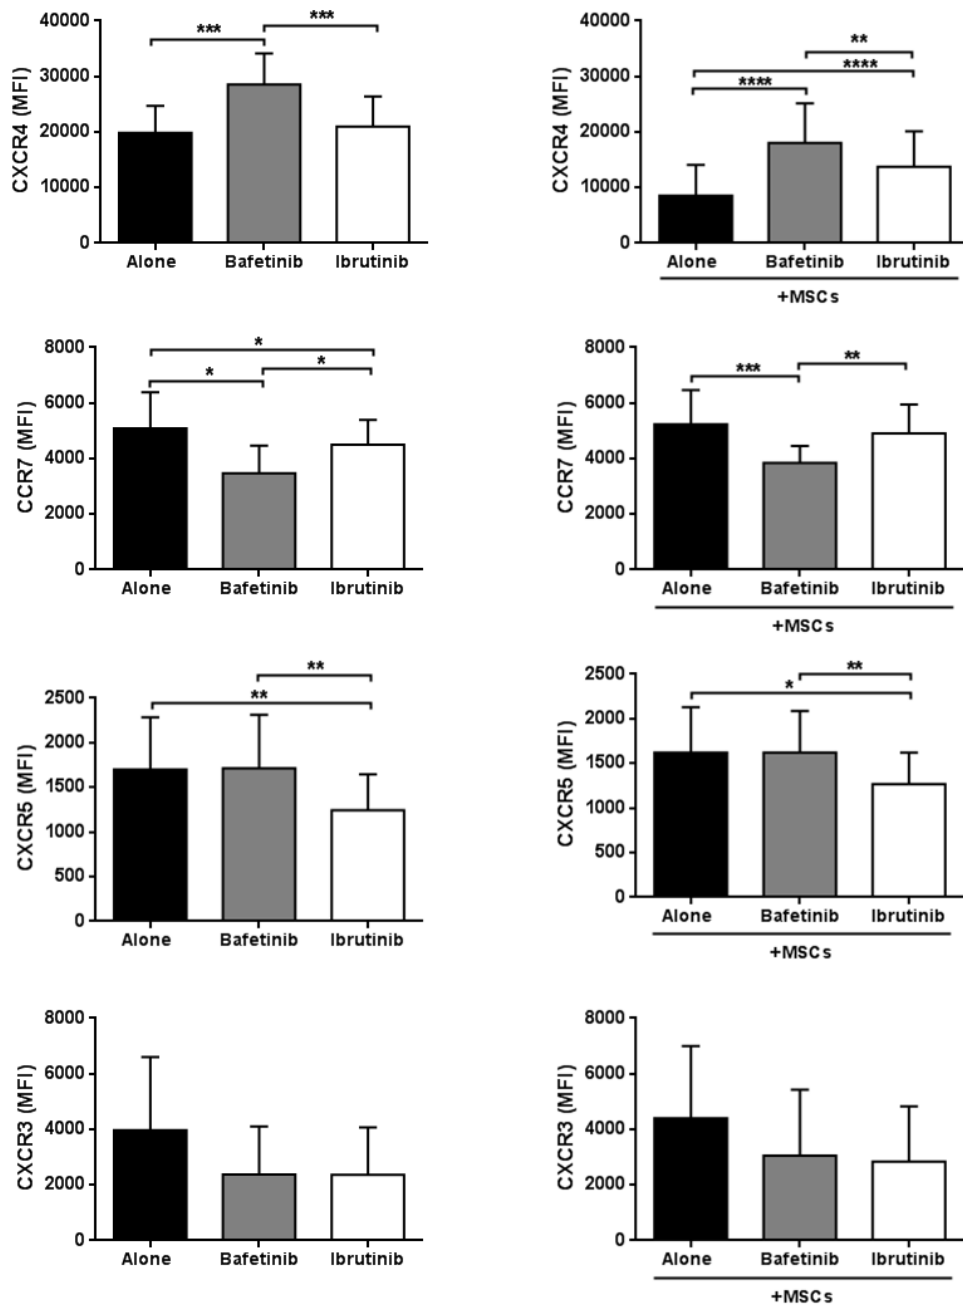 CXCR4 (MFI)
40000
30000
20000
10000
0
***
***
Alone Bafetinib Ibrutinib
CXCR4 (MFI)
40000
30000
20000
10000
0
**
****
****
Alone Bafetinib Ibrutinib
+MSCs
CCR7 (MFI)
8000
6000
4000
2000
0
*
*
*
Alone Bafetinib Ibrutinib
CCR7 (MFI)
8000
6000
4000
2000
0
***
**
Alone Bafetinib Ibrutinib
+MSCs
CXCR5 (MFI)
2500
2000
1500
1000
500
0
**
**
Alone Bafetinib Ibrutinib
CXCR5 (MFI)
2500
2000
1500
1000
500
0
**
*
Alone Bafetinib Ibrutinib
+MSCs
CXCR3 (MFI)
8000
6000
4000
2000
0
Alone Bafetinib Ibrutinib
CXCR3 (MFI)
8000
6000
4000
2000
0
Alone Bafetinib Ibrutinib
+MSCs